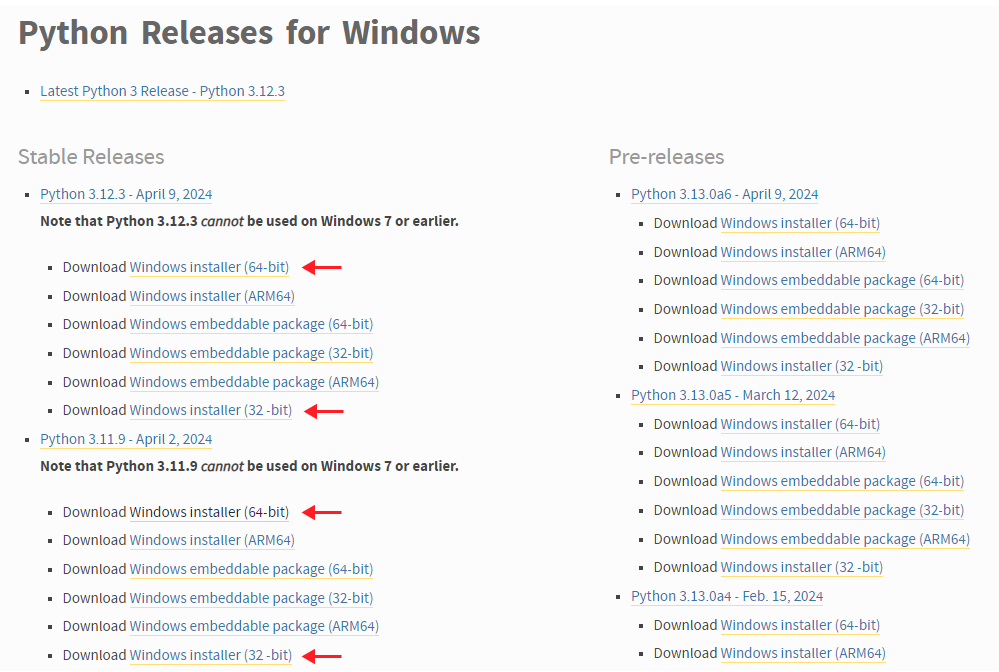 Python Releases for Windows
Latest Python 3 Release - Python 3.12.3
Stable Releases
Python 3.12.3 - April 9, 2024
Note that Python 3.12.3 cannot be used on Windows 7 or earlier.
Download Windows installer (64-bit)
Download Windows installer (ARM64)
Download Windows embeddable package (64-bit)
Download Windows embeddable package (32-bit)
Download Windows embeddable package (ARM64)
Download Windows installer (32 -bit)
Python 3.11.9 - April 2, 2024
Note that Python 3.11.9 cannot be used on Windows 7 or earlier.
Download Windows installer (64-bit)
Download Windows installer (ARM64)
Download Windows embeddable package (64-bit)
Download Windows embeddable package (32-bit)
Download Windows embeddable package (ARM64)
Download Windows installer (32 -bit)
Pre-releases
Python 3.13.0a6 - April 9, 2024
Download Windows installer (64-bit)
Download Windows installer (ARM64)
Download Windows embeddable package (64-bit)
Download Windows embeddable package (32-bit)
Download Windows embeddable package (ARM64)
Download Windows installer (32 -bit)
Python 3.13.0a5 - March 12, 2024
Download Windows installer (64-bit)
Download Windows installer (ARM64)
Download Windows embeddable package (64-bit)
Download Windows embeddable package (32-bit)
Download Windows embeddable package (ARM64)
Download Windows installer (32 -bit)
Python 3.13.0a4 - Feb. 15, 2024
Download Windows installer (64-bit)
Download Windows installer (ARM64)